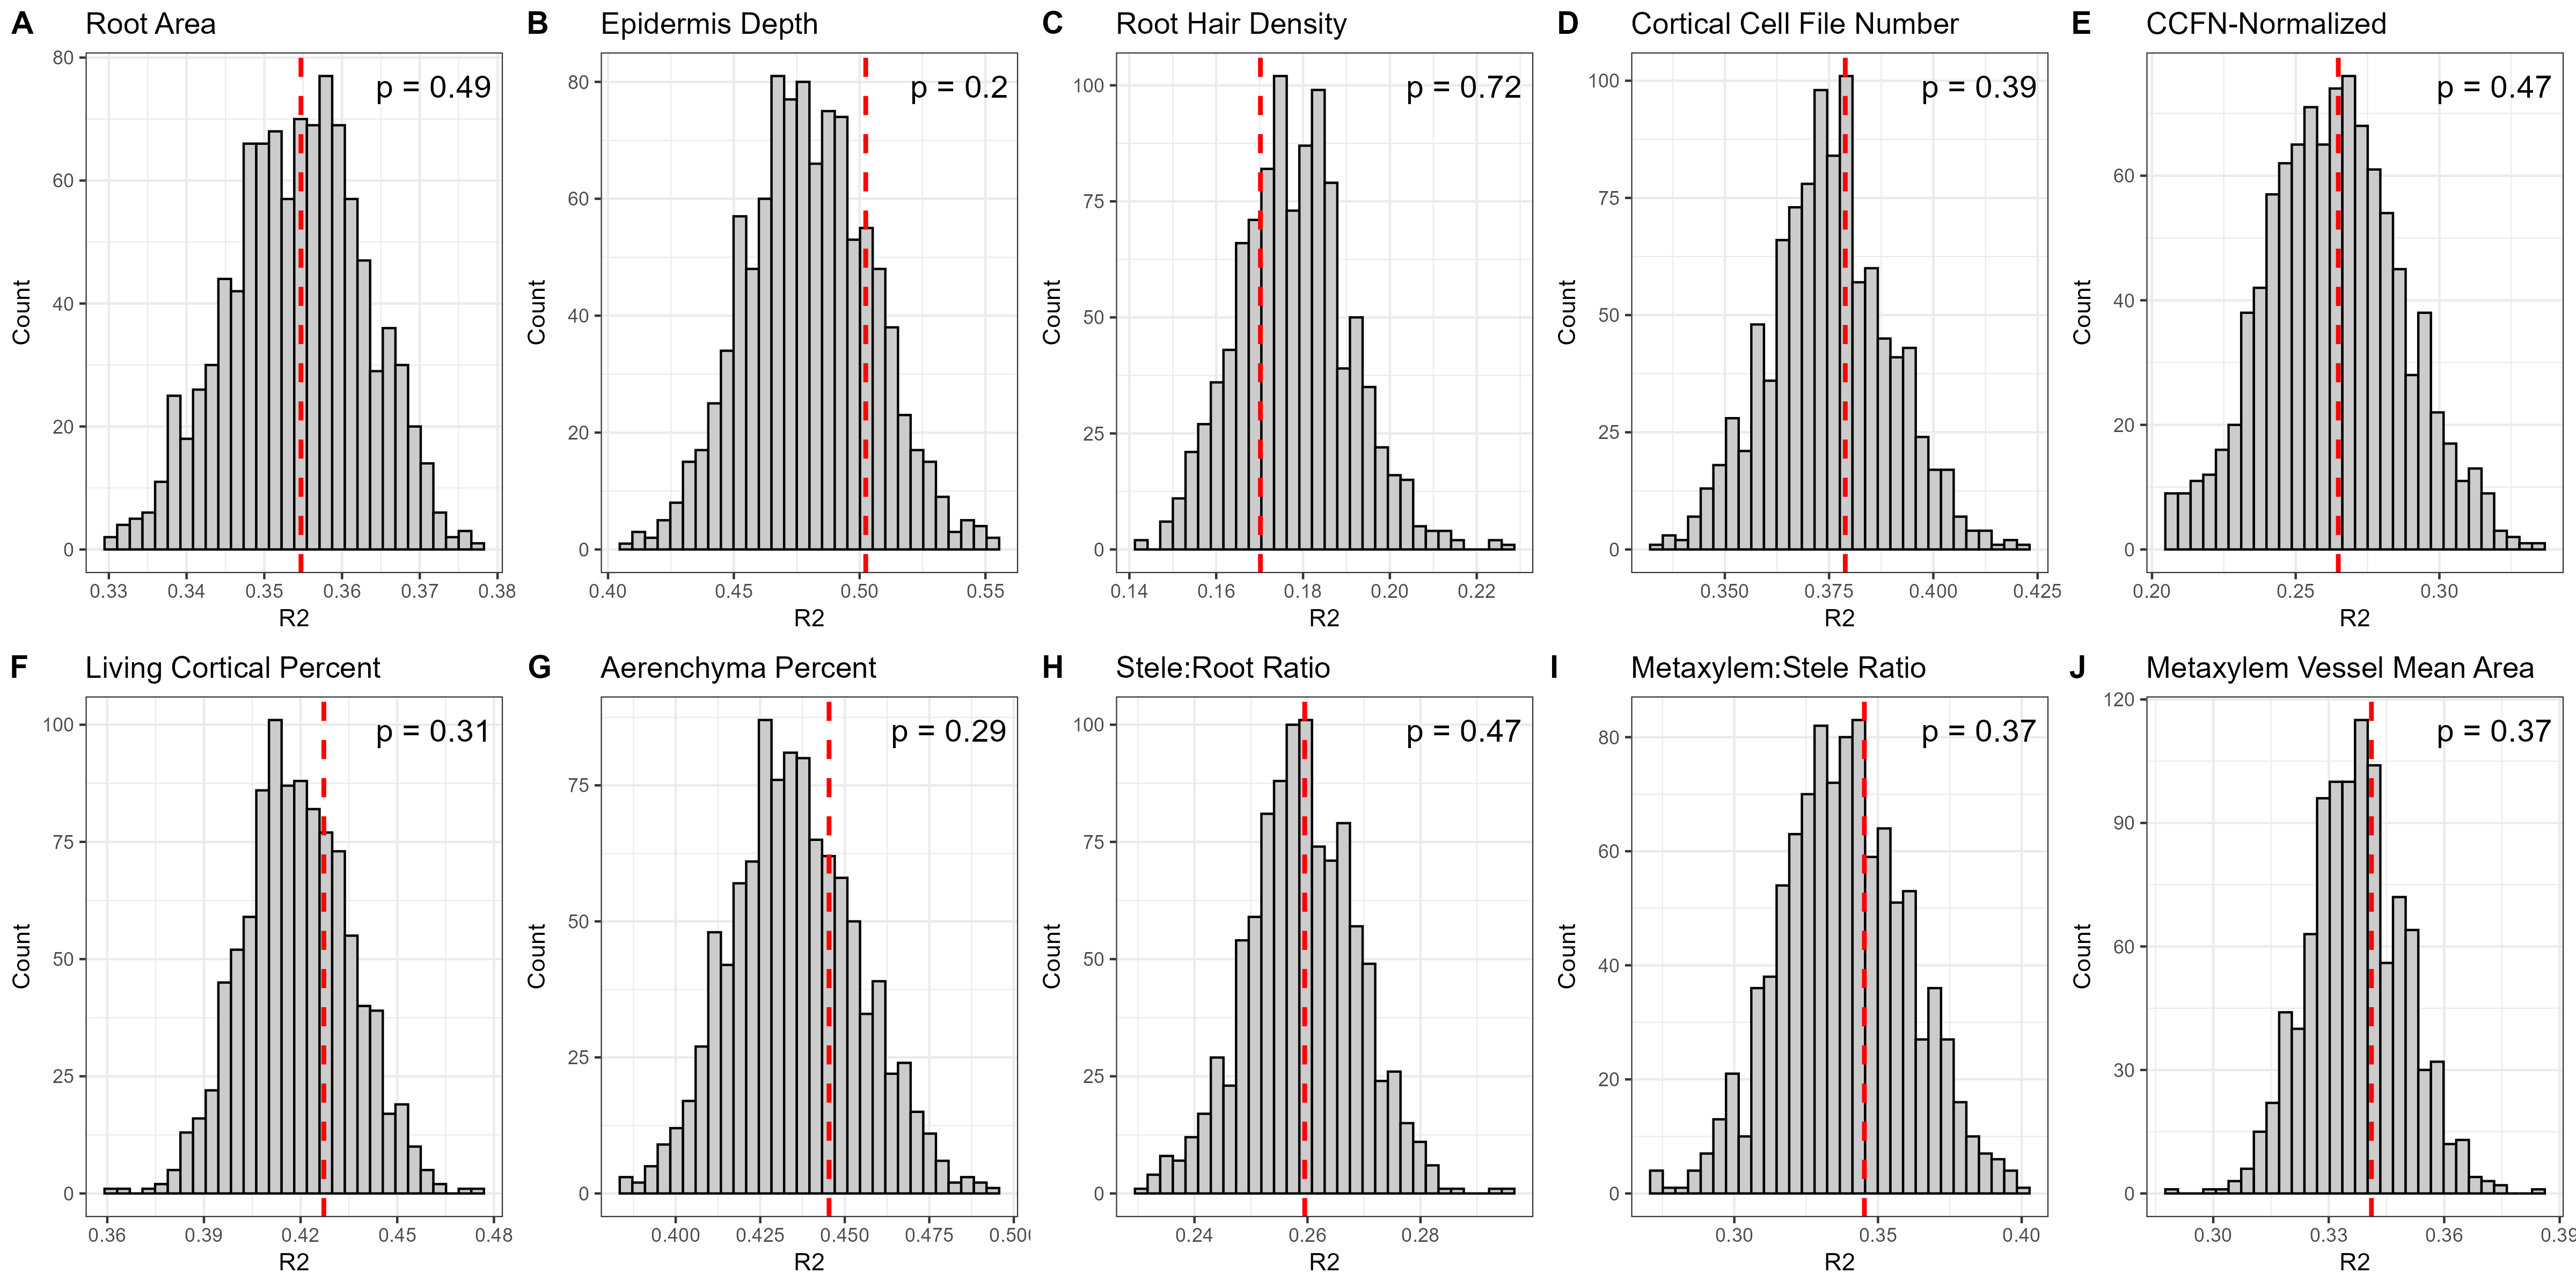 A Root Area
80
60
40
20
0
Count
p = 0.49
0.33 0.34 0.35 0.36 0.37 0.38
R2
B Epidermis Depth
80
60
40
20
0
Count
p = 0.2
0.40 0.45 0.50 0.55
R2
C Root Hair Density
100
75
50
25
0
Count
p = 0.72
0.14 0.16 0.18 0.20 0.22
R2
D Cortical Cell File Number
100
75
50
25
0
Count
p = 0.39
0.350 0.375 0.400 0.425
R2
E CCFN-Normalized
60
40
20
0
Count
p = 0.47
0.20 0.25 0.30
R2
F Living Cortical Percent
100
75
50
25
0
Count
p = 0.31
0.36 0.39 0.42 0.45 0.48
R2
G Aerenchyma Percent
75
50
25
0
Count
p = 0.29
0.400 0.425 0.450 0.475 0.50
R2
H Stele:Root Ratio
100
75
50
25
0
Count
p = 0.47
0.24 0.26 0.28
R2
I Metaxylem:Stele Ratio
80
60
40
20
0
Count
p = 0.37
0.30 0.35 0.40
R2
J Metaxylem Vessel Mean Area
120
90
60
30
0
Count
p = 0.37
0.30 0.33 0.36 0.39
R2